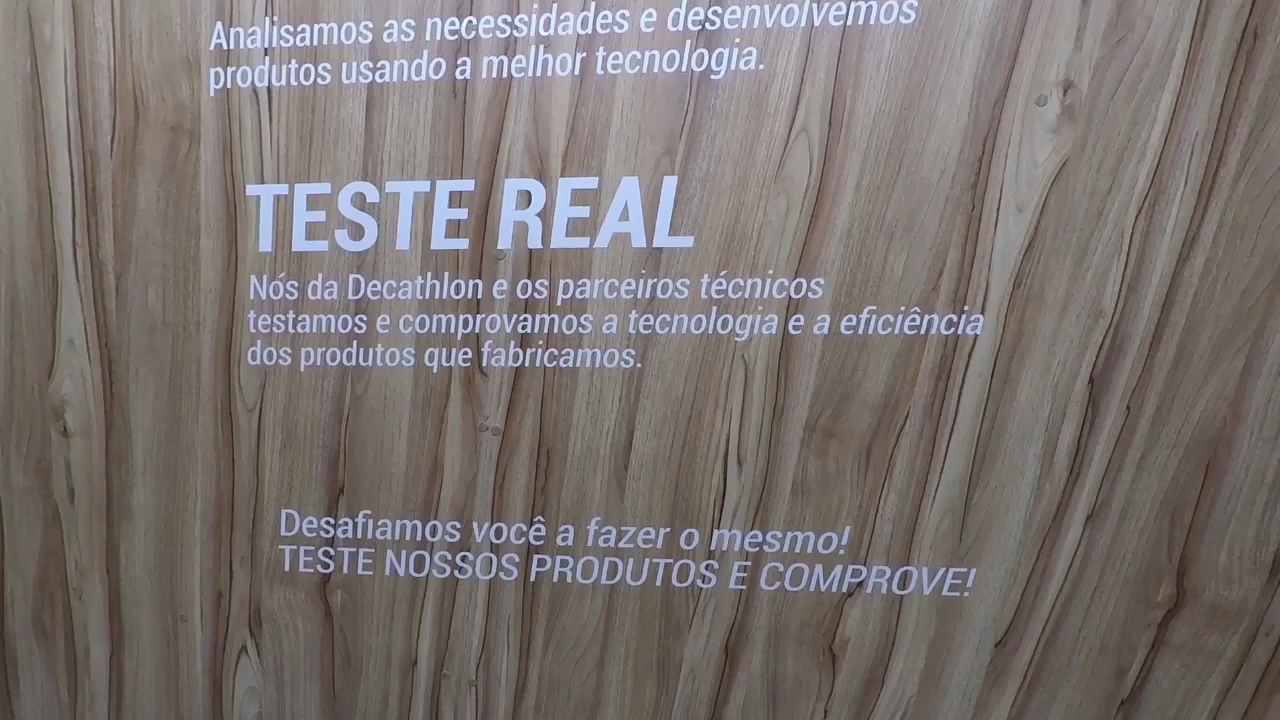 Analisamos as necessidades e desenvolvemos
produtos usando a melhor tecnologia.
TESTE REAL
Nós da Decathlon e os parceiros técnicos
testamos e comprovamos a tecnologia e a eficiência
dos produtos que fabricamos.
Desafiamos você a fazer o mesmo!
TESTE NOSSOS PRODUTOS E COMPROVE!